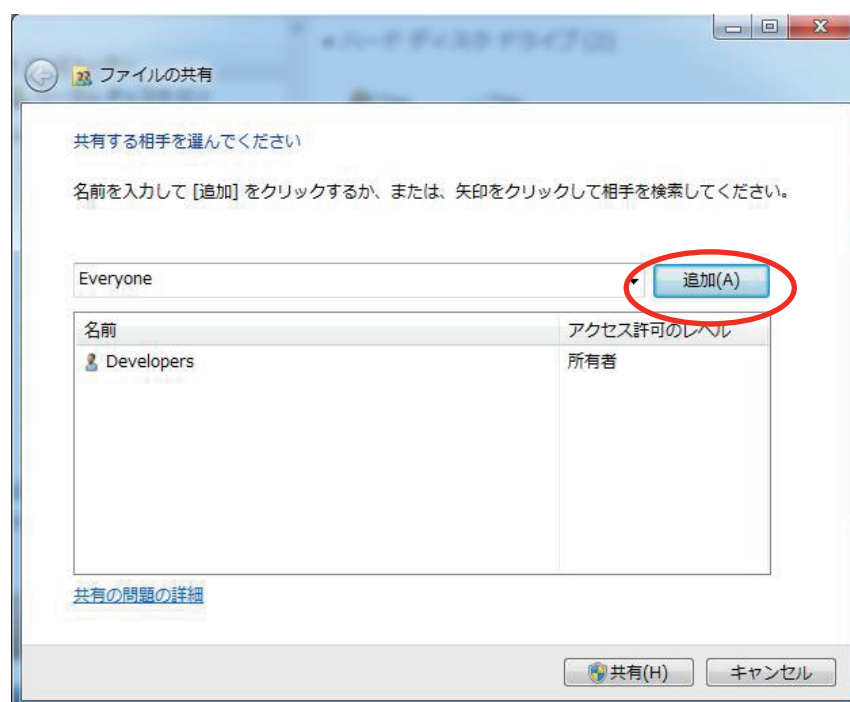 ファイルの共有
共有する相手を選んでください
名前を入力して [追加] をクリックするか、または、矢印をクリックして相手を検索してください。
Everyone
追加(A)
名前
アクセス許可のレベル
Developers
所有者
共有の問題の詳細
共有(H)
キャンセル